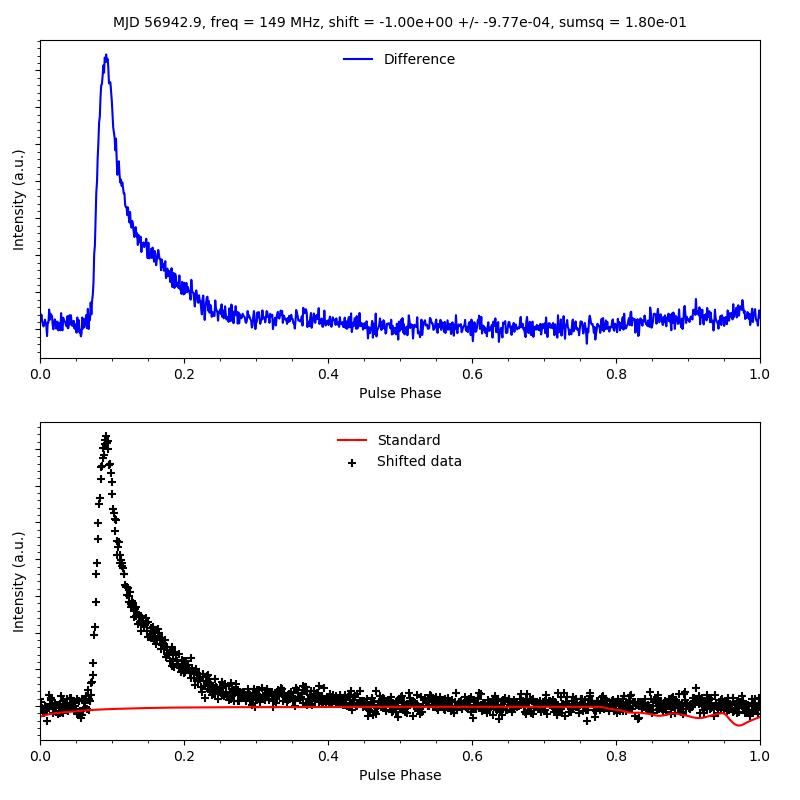 MJD 56942.9, freq = 149 MHz, shift = -1.00e+00 +/- -9.77e-04, sumsq = 1.80e-01
Difference
Intensity (a.u.)
0.0 0.2 0.4 0.6 0.8 1.0
Pulse Phase
Standard
Shifted data
Intensity (a.u.)
0.0 0.2 0.4 0.6 0.8 1.0
Pulse Phase